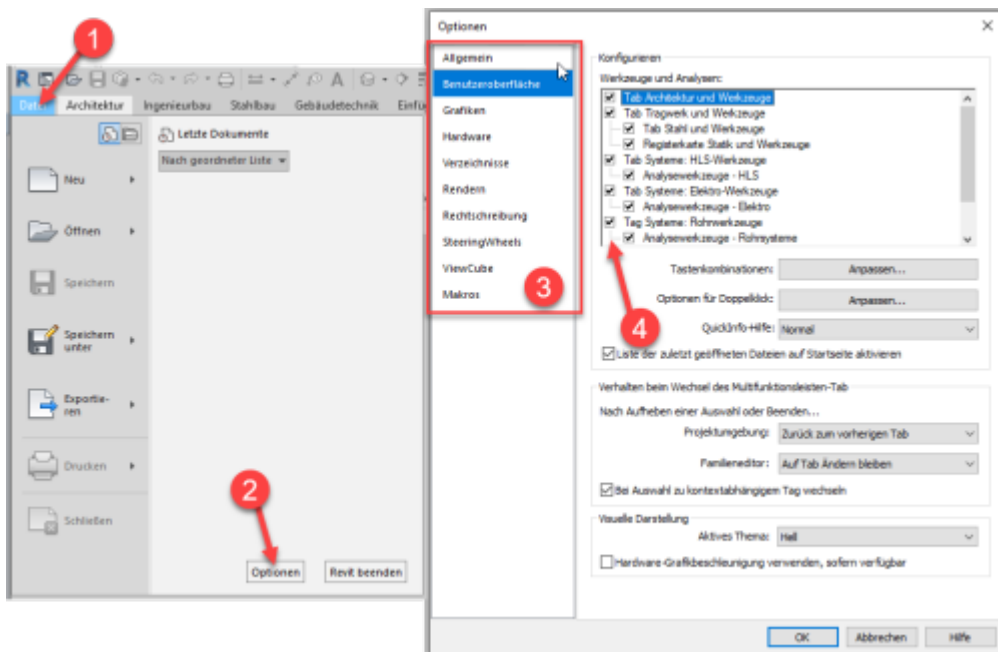 1
R
Datei Architektur Ingenieurbau Stahlbau Gebäudetechnik Einfü
Letzte Dokumente
Nach geordneter Liste
Neu
Öffnen
Speichern
Speichern
unter
Exportie-
ren
Drucken
Schließen
2
Optionen Revit beenden
Optionen
Allgemein
Benutzeroberfläche
Grafiken
Hardware
Verzeichnisse
Rendern
Rechtschreibung
SteeringWheels
ViewCube
Makros
3
Konfigurieren
Werkzeuge und Analysen:
Tab Architektur und Werkzeuge
Tab Tragwerk und Werkzeuge
Tab Stahl und Werkzeuge
Registerkarte Statik und Werkzeuge
Tab Systeme: HLS-Werkzeuge
Analysewerkzeuge - HLS
Tab Systeme: Elektro-Werkzeuge
Analysewerkzeuge - Elektro
Tag Systeme: Rohrwerkzeuge
Analysewerkzeuge - Rohrsysteme
4
Tastenkombinationen: Anpassen...
Optionen für Doppelklick: Anpassen...
QuickInfo-Hilfe: Normal
Liste der zuletzt geöffneten Dateien auf Startseite aktivieren
Verhalten beim Wechsel des Multifunktionsleisten-Tab
Nach Aufheben einer Auswahl oder Beenden...
Projektumgebung: Zurück zum vorherigen Tab
Familieneditor: Auf Tab Ändern bleiben
Bei Auswahl zu kontextabhängigem Tag wechseln
Visuelle Darstellung
Aktives Thema: Hell
Hardware-Grafikbeschleunigung verwenden, sofern verfügbar
OK Abbrechen Hilfe